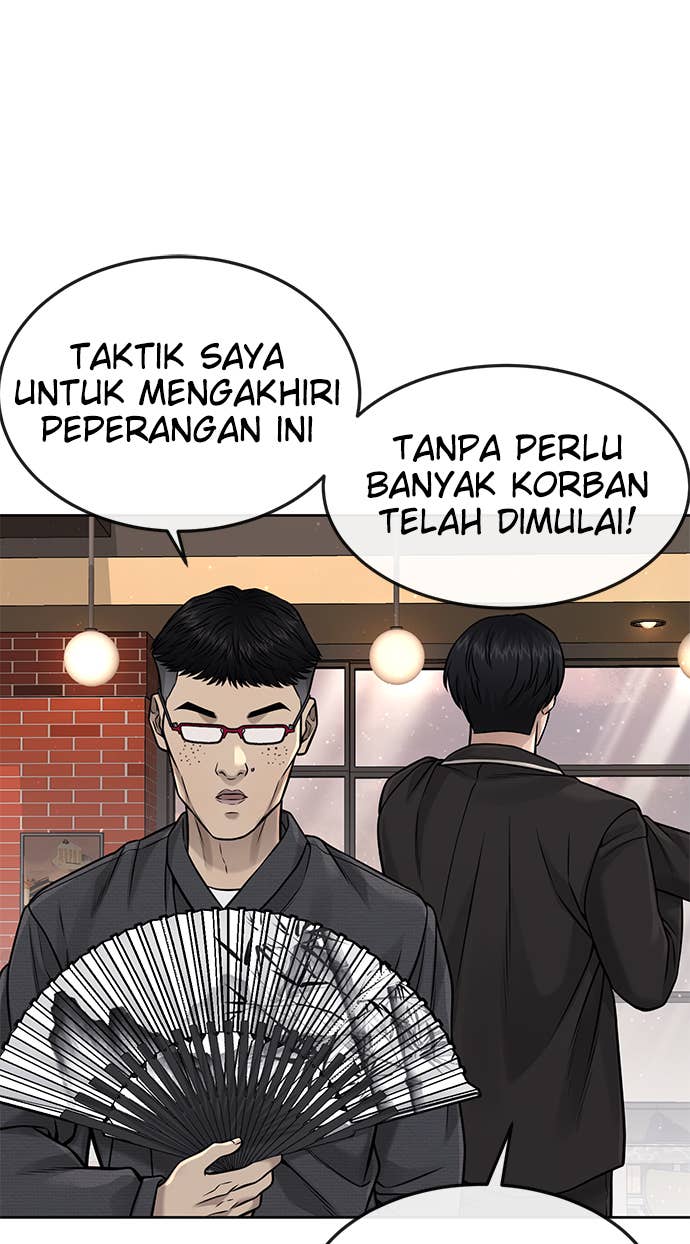 TAKTIK SAYA
UNTUK MENGAKHIRI
PEPERANGAN INI
TANPA PERLU
BANYAK KORBAN
TELAH DIMULAI!